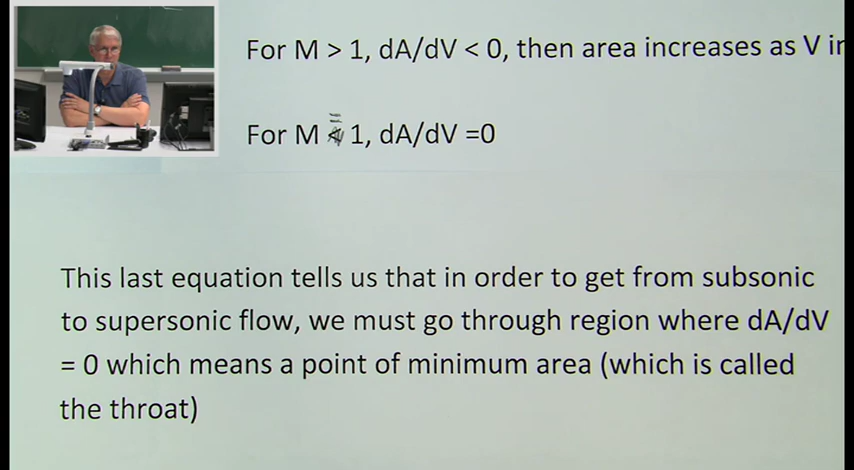 For M > 1, dA/dV < 0, then area increases as V
For M = 1, dA/dV =0
This last equation tells us that in order to get from subsonic
to supersonic flow, we must go through region where dA/dV
= 0 which means a point of minimum area (which is called
the throat)